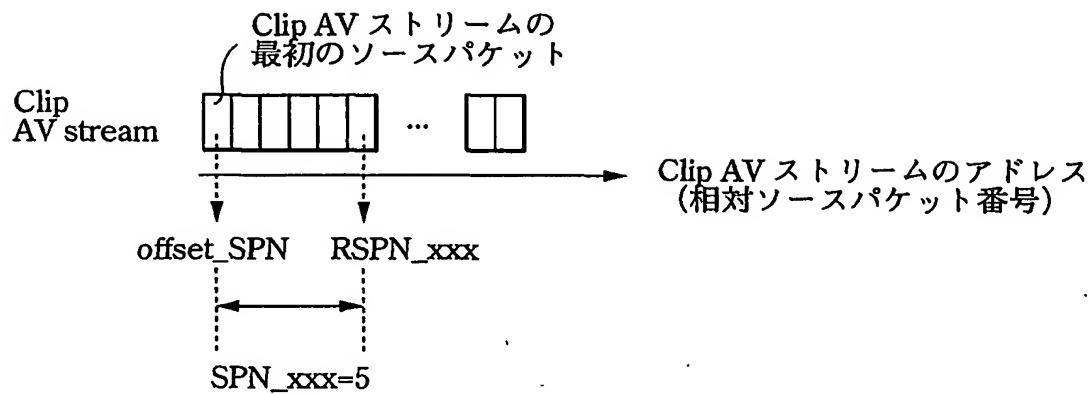 Clip AV ストリームの
最初のソースパケット
Clip
AV stream
...
Clip AV ストリームのアドレス
(相対ソースパケット番号)
offset_SPN RSPN_xxx
SPN_xxx=5